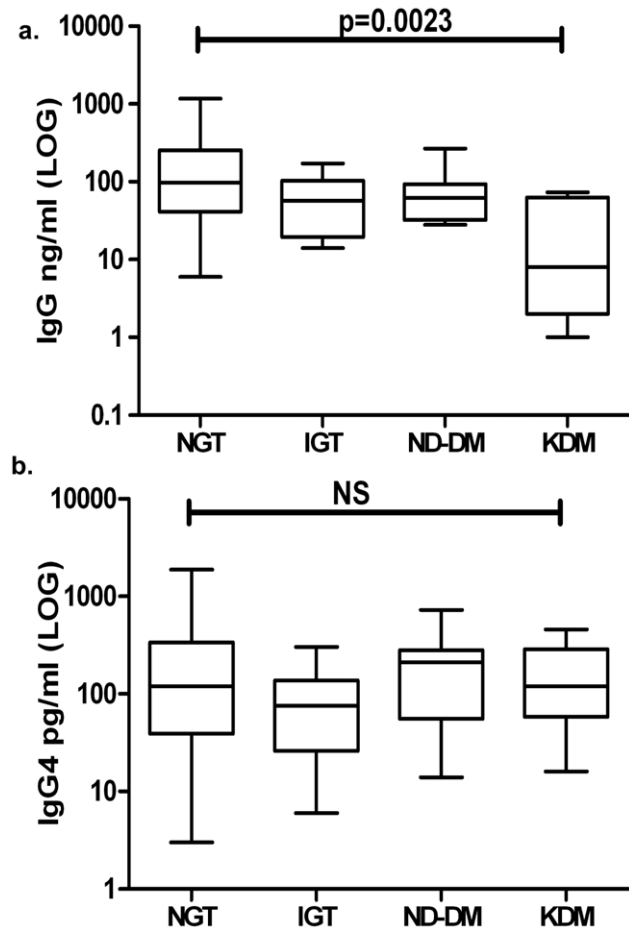 a.
p=0.0023
10000
1000
100
10
1
0.1
IgG ng/ml (LOG)
NGT IGT ND-DM KDM
b.
NS
10000
1000
100
10
1
IgG4 pg/ml (LOG)
NGT IGT ND-DM KDM